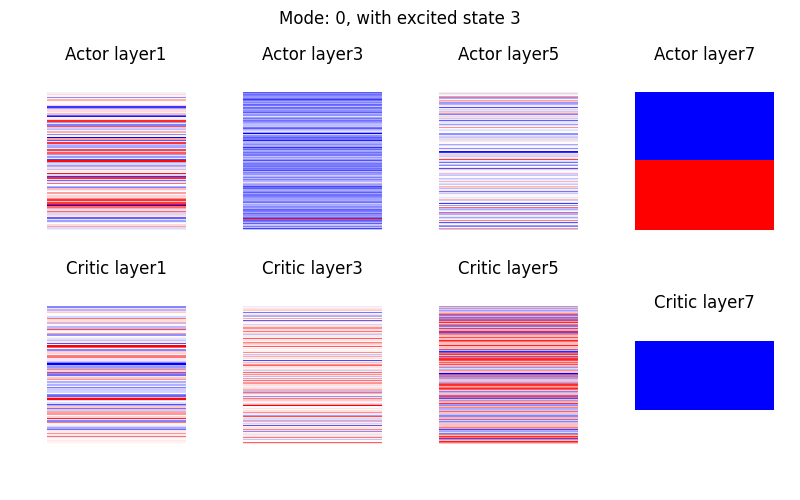 Mode: 0, with excited state 3
Actor layer1
Actor layer3
Actor layer5
Actor layer7
Critic layer1
Critic layer3
Critic layer5
Critic layer7